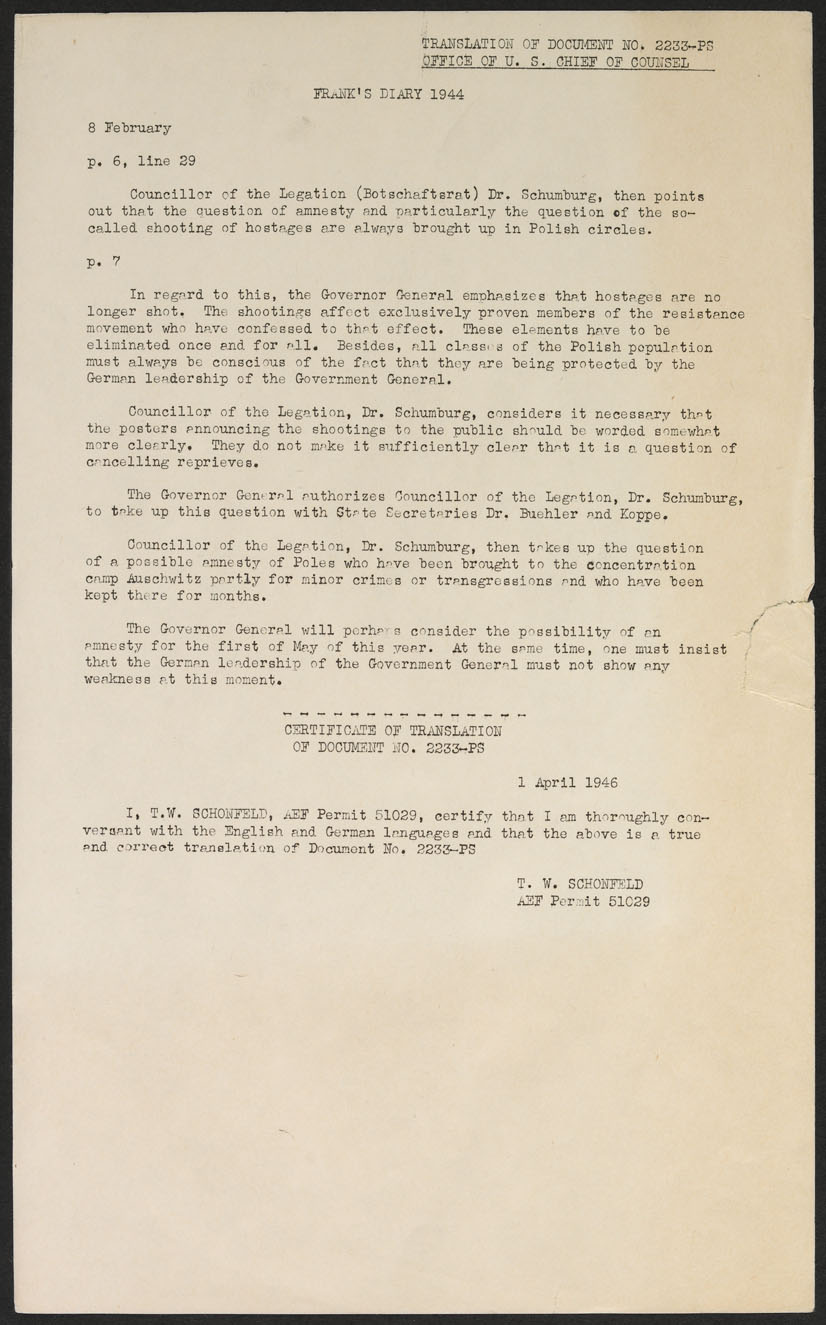 TRANSLATION OF DOCUMENT NO. 2233-PS
OFFICE OF U. S. CHIEF OF COUNSEL
FRANK'S DIARY 1944
8 February
p. 6, line 29
Councillor of the Legation (Botschaftsrat) Dr. Schumburg, then points
out that the question of amnesty and particularly the question of the so-
called shooting of hostages are always brought up in Polish circles.
p. 7
In regard to this, the Governor General emphasizes that hostages are no
longer shot. The shootings affect exclusively proven members of the resistance
movement who have confessed to that effect. These elements have to be
eliminated once and for all. Besides, all classes of the Polish population
must always be conscious of the fact that they are being protected by the
German leadership of the Government General.
Councillor of the Legation, Dr. Schumburg, considers it necessary that
the posters announcing the shootings to the public should be worded somewhat
more clearly. They do not make it sufficiently clear that it is a question of
cancelling reprieves.
The Governor General authorizes Councillor of the Legation, Dr. Schumburg,
to take up this question with State Secretaries Dr. Buehler and Koppe.
Councillor of the Legation, Dr. Schumburg, then takes up the question
of a possible amnesty of Poles who have been brought to the concentration
camp Auschwitz partly for minor crimes or transgressions and who have been
kept there for months.
The Governor General will perhaps consider the possibility of an
amnesty for the first of May of this year. At the same time, one must insist
that the German leadership of the Government General must not show any
weakness at this moment.
- - - - - - - - - - - - - - -
CERTIFICATE OF TRANSLATION
OF DOCUMENT NO. 2233-PS
1 April 1946
I, T.W. SCHONFELD, AEF Permit 51029, certify that I am thoroughly con-
versant with the English and German languages and that the above is a true
and correct translation of Document No. 2233-PS
T. W. SCHONFELD
AEF Permit 51029